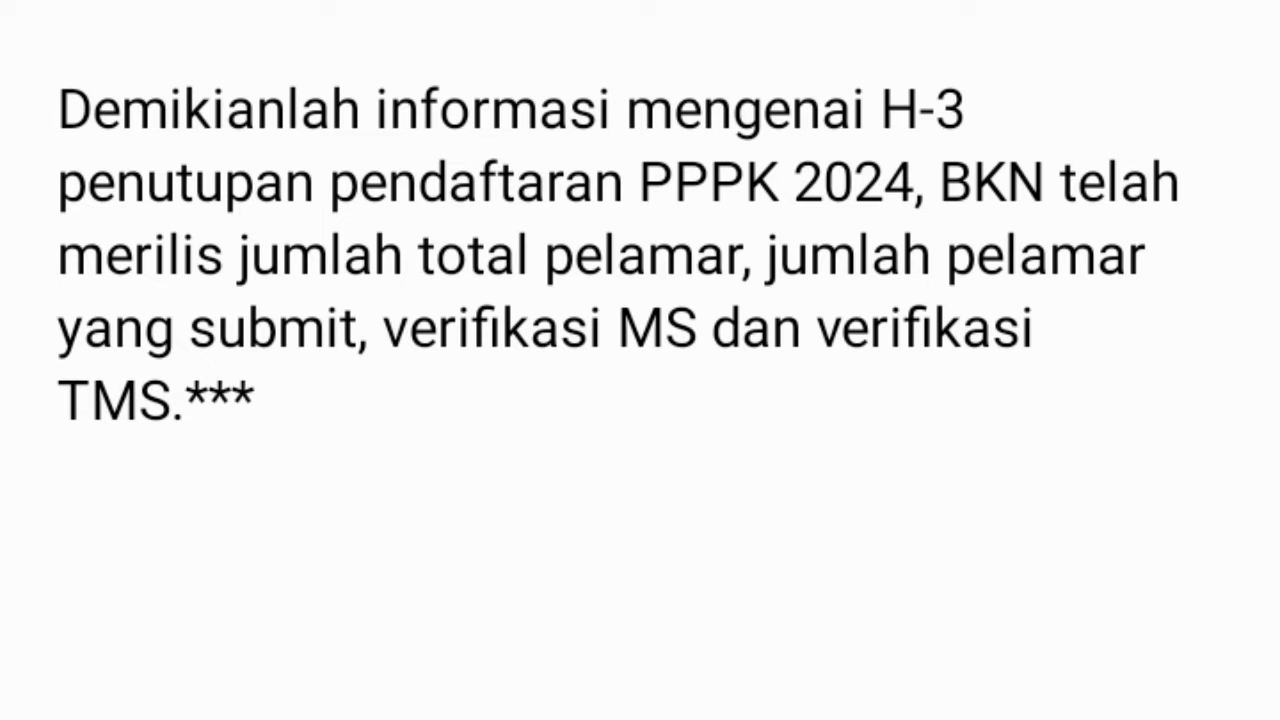 Demikianlah informasi mengenai H-3
penutupan pendaftaran PPPK 2024, BKN telah
merilis jumlah total pelamar, jumlah pelamar
yang submit, verifikasi MS dan verifikasi
TMS.***